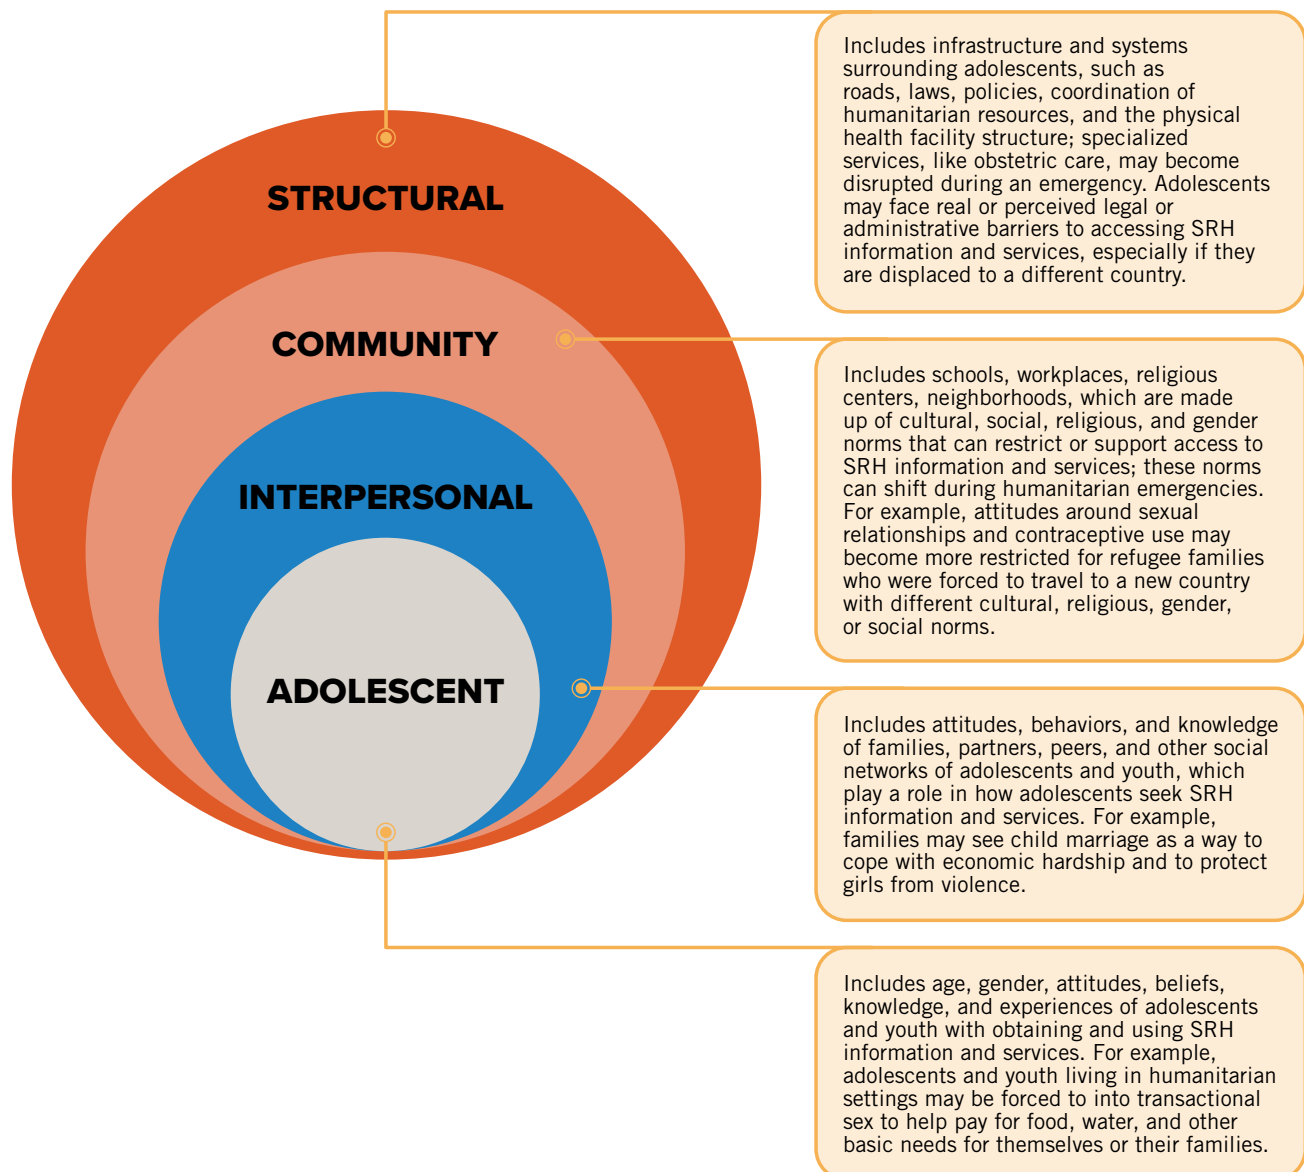 STRUCTURAL
COMMUNITY
INTERPERSONAL
ADOLESCENT
Includes infrastructure and systems
surrounding adolescents, such as
roads, laws, policies, coordination of
humanitarian resources, and the physical
health facility structure; specialized
services, like obstetric care, may become
disrupted during an emergency. Adolescents
may face real or perceived legal or
administrative barriers to accessing SRH
information and services, especially if they
are displaced to a different country.
Includes schools, workplaces, religious
centers, neighborhoods, which are made
up of cultural, social, religious, and gender
norms that can restrict or support access to
SRH information and services; these norms
can shift during humanitarian emergencies.
For example, attitudes around sexual
relationships and contraceptive use may
become more restricted for refugee families
who were forced to travel to a new country
with different cultural, religious, gender,
or social norms.
Includes attitudes, behaviors, and knowledge
of families, partners, peers, and other social
networks of adolescents and youth, which
play a role in how adolescents seek SRH
information and services. For example,
families may see child marriage as a way to
cope with economic hardship and to protect
girls from violence.
Includes age, gender, attitudes, beliefs,
knowledge, and experiences of adolescents
and youth with obtaining and using SRH
information and services. For example,
adolescents and youth living in humanitarian
settings may be forced to into transactional
sex to help pay for food, water, and other
basic needs for themselves or their families.